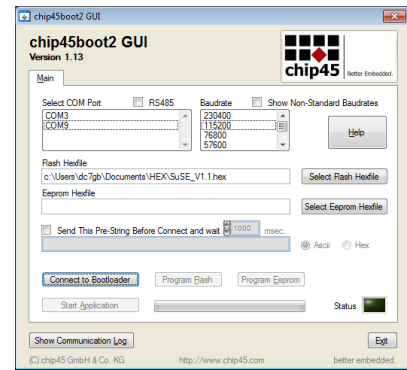 chip45boot2 GUI
chip45boot2 GUI
Version 1.13
chip45
Better Embedded.
Main
Select COM Port
RS485
Baudrate
Show Non-Standard Baudrates
COM3
COM9
230400
115200
76800
57600
Help
Flash Hexfile
c:\Users\dc7gb\Documents\HEX\SuSE_V1.1.hex
Select Flash Hexfile
Eeprom Hexfile
Select Eeprom Hexfile
Send This Pre-String Before Connect and wait
1000
msec.
Ascii
Hex
Connect to Bootloader
Program Flash
Program Eeprom
Start Application
Status
Show Communication Log
Exit
(C) chip45 GmbH & Co. KG
http://www.chip45.com
better embedded.